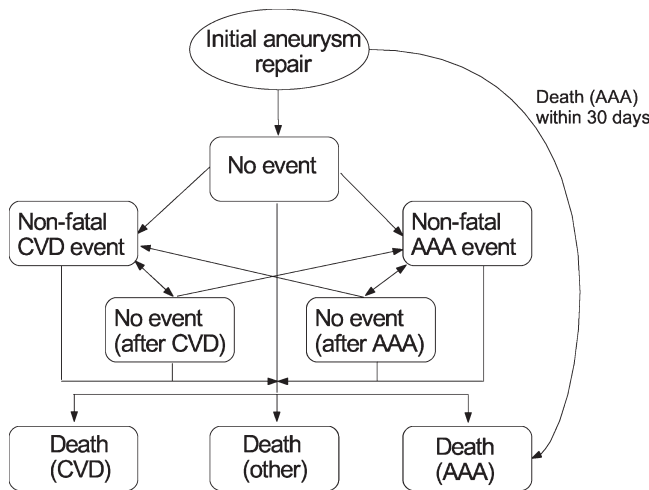 Initial aneurysm
repair
Death (AAA)
within 30 days
No event
Non-fatal
CVD event
Non-fatal
AAA event
No event
(after CVD)
No event
(after AAA)
Death
(CVD)
Death
(other)
Death
(AAA)